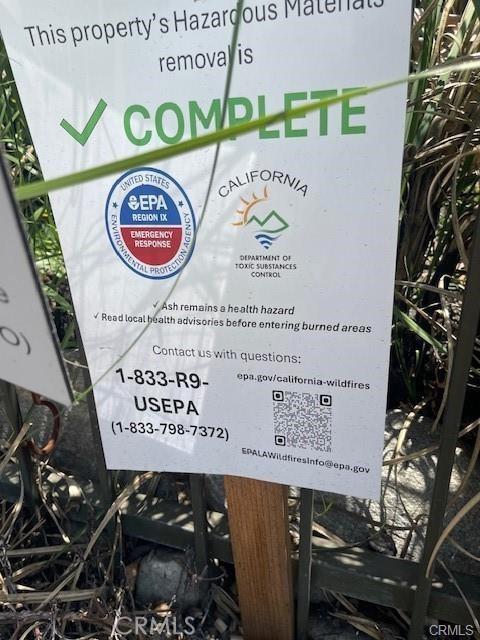 This property's Hazardous Materials
removal is
✓ COMPLETE
UNITED STATES
EPA
REGION IX
EMERGENCY
RESPONSE
ENVIRONMENTAL PROTECTION AGENCY
CALIFORNIA
DEPARTMENT OF
TOXIC SUBSTANCES
CONTROL
✓ Ash remains a health hazard
✓ Read local health advisories before entering burned areas
Contact us with questions:
1-833-R9-
USEPA
(1-833-798-7372)
epa.gov/california-wildfires
EPALAWildfiresInfo@epa.gov
CRMLS
CRMLS